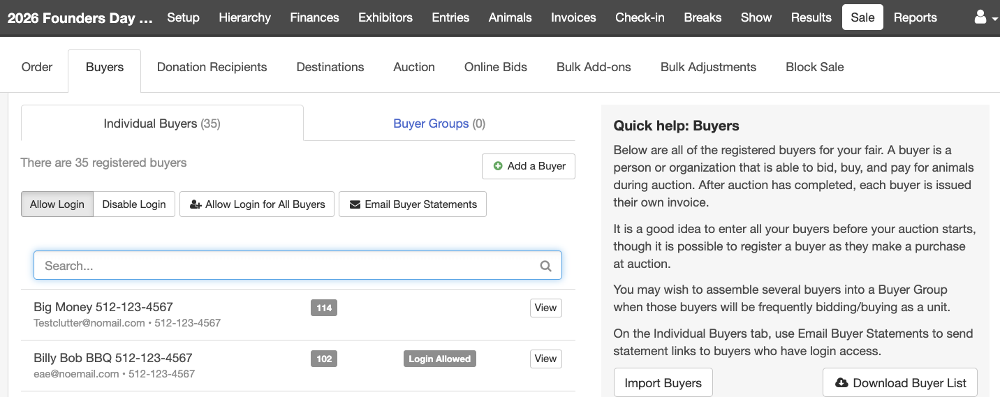 2026 Founders Day ... Setup Hierarchy Finances Exhibitors Entries Animals Invoices Check-in Breaks Show Results Sale Reports
Order Buyers Donation Recipients Destinations Auction Online Bids Bulk Add-ons Bulk Adjustments Block Sale
Individual Buyers (35) Buyer Groups (0)
There are 35 registered buyers
Add a Buyer
Allow Login Disable Login Allow Login for All Buyers Email Buyer Statements
Search...
Big Money 512-123-4567 114 View
Testclutter@nomail.com • 512-123-4567
Billy Bob BBQ 512-123-4567 102 Login Allowed View
eae@noemail.com • 512-123-4567
Quick help: Buyers
Below are all of the registered buyers for your fair. A buyer is a
person or organization that is able to bid, buy, and pay for animals
during auction. After auction has completed, each buyer is issued
their own invoice.
It is a good idea to enter all your buyers before your auction starts,
though it is possible to register a buyer as they make a purchase
at auction.
You may wish to assemble several buyers into a Buyer Group
when those buyers will be frequently bidding/buying as a unit.
On the Individual Buyers tab, use Email Buyer Statements to send
statement links to buyers who have login access.
Import Buyers Download Buyer List